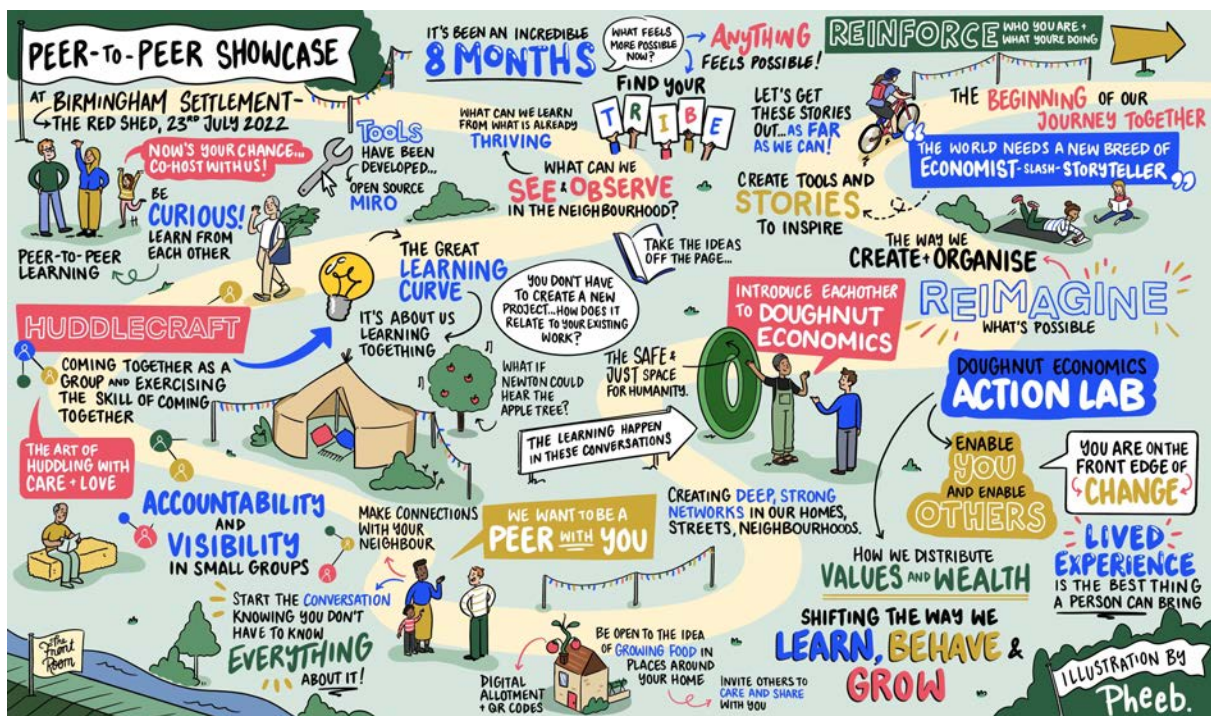 PEER-TO-PEER SHOWCASE
AT BIRMINGHAM SETTLEMENT-
THE RED SHED, 23RD JULY 2022
NOW'S YOUR CHANCE...
CO-HOST WITH US!
BE
CURIOUS!
LEARN FROM
EACH OTHER
PEER-TO-PEER
LEARNING
TOOLS
HAVE BEEN
DEVELOPED...
OPEN SOURCE
MIRO
IT'S BEEN AN INCREDIBLE
8 MONTHS
WHAT FEELS
MORE POSSIBLE
NOW?
ANYTHING
FEELS POSSIBLE!
FIND YOUR
TRIBE
WHAT CAN WE LEARN
FROM WHAT IS ALREADY
THRIVING
WHAT CAN WE
SEE & OBSERVE
IN THE NEIGHBOURHOOD?
LET'S GET
THESE STORIES
OUT... AS FAR
AS WE CAN!
CREATE TOOLS AND
STORIES
TO INSPIRE
REINFORCE WHO YOU ARE +
WHAT YOU'RE DOING
THE BEGINNING OF OUR
JOURNEY TOGETHER
"THE WORLD NEEDS A NEW BREED OF
ECONOMIST-SLASH-STORYTELLER"
THE WAY WE
CREATE + ORGANISE
REIMAGINE
WHAT'S POSSIBLE
THE GREAT
LEARNING
CURVE
IT'S ABOUT US
LEARNING
TOGETHER
TAKE THE IDEAS
OFF THE PAGE...
YOU DON'T HAVE
TO CREATE A NEW
PROJECT...HOW DOES IT
RELATE TO YOUR EXISTING
WORK?
WHAT IF
NEWTON COULD
HEAR THE
APPLE TREE?
HUDDLECRAFT
COMING TOGETHER AS A
GROUP AND EXERCISING
THE SKILL OF COMING
TOGETHER
THE ART OF
HUDDLING WITH
CARE + LOVE
ACCOUNTABILITY
AND
VISIBILITY
IN SMALL GROUPS
INTRODUCE EACHOTHER
TO DOUGHNUT
ECONOMICS
THE SAFE &
JUST SPACE
FOR HUMANITY.
THE LEARNING HAPPEN
IN THESE CONVERSATIONS
DOUGHNUT ECONOMICS
ACTION LAB
ENABLE
YOU
AND ENABLE
OTHERS
YOU ARE ON THE
FRONT EDGE OF
CHANGE
LIVED
EXPERIENCE
IS THE BEST THING
A PERSON CAN BRING
MAKE CONNECTIONS
WITH YOUR
NEIGHBOUR
WE WANT TO BE A
PEER WITH YOU
CREATING DEEP, STRONG
NETWORKS IN OUR HOMES,
STREETS, NEIGHBOURHOODS.
HOW WE DISTRIBUTE
VALUES AND WEALTH
SHIFTING THE WAY WE
LEARN, BEHAVE &
GROW
START THE CONVERSATION
KNOWING YOU DON'T
HAVE TO KNOW
EVERYTHING
ABOUT IT!
DIGITAL
ALLOTMENT
+ QR CODES
BE OPEN TO THE IDEA
OF GROWING FOOD IN
PLACES AROUND
YOUR HOME
INVITE OTHERS TO
CARE AND SHARE
WITH YOU
The
Front
Room
ILLUSTRATION BY
Pheeb.